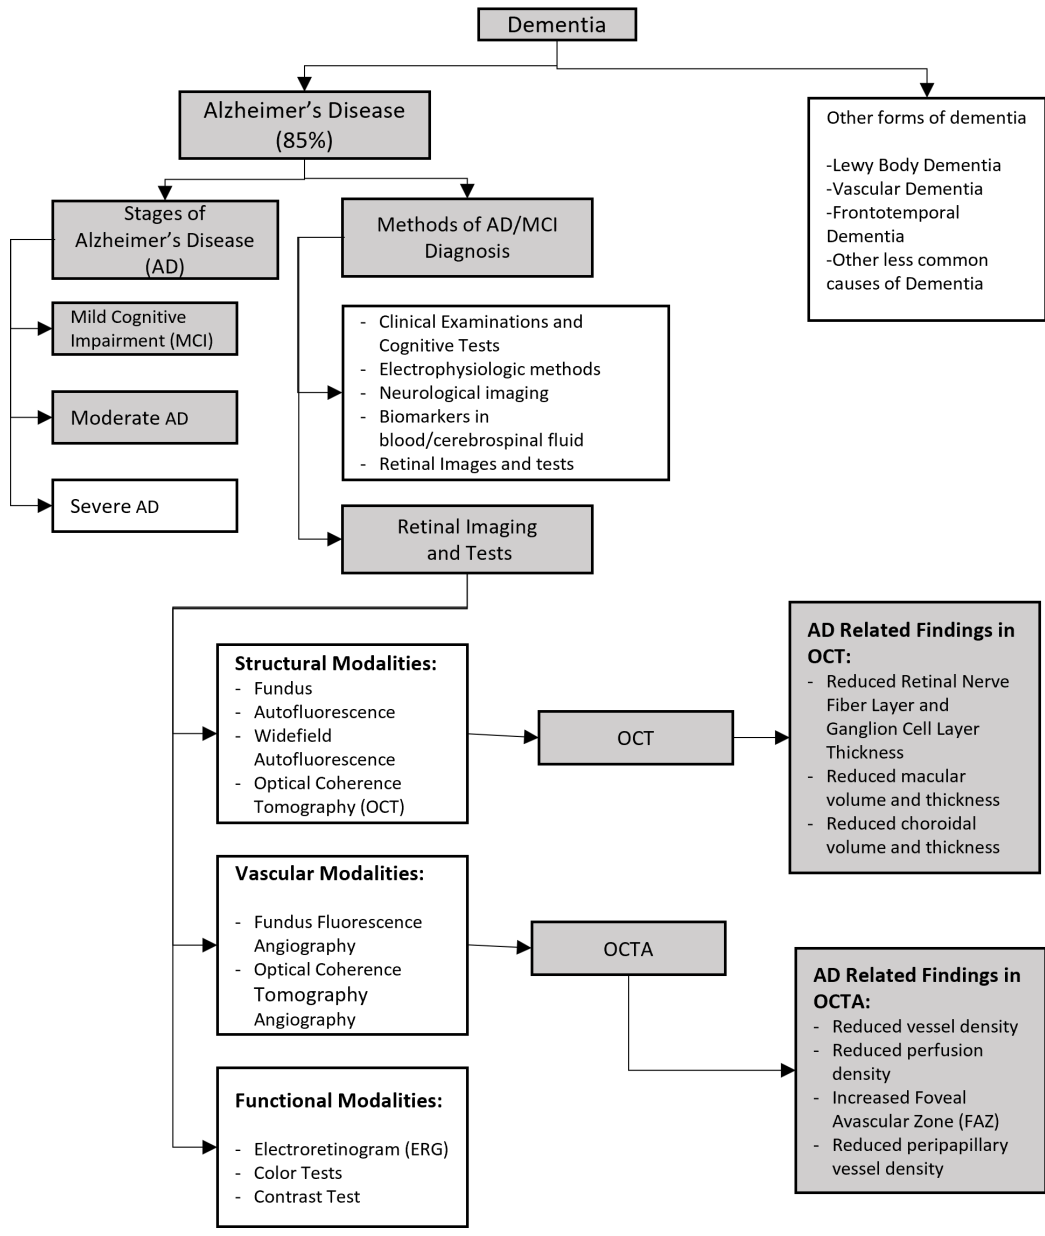 Dementia
Alzheimer's Disease
(85%)
Other forms of dementia
-Lewy Body Dementia
-Vascular Dementia
-Frontotemporal
Dementia
-Other less common
causes of Dementia
Stages of
Alzheimer's Disease
(AD)
Methods of AD/MCI
Diagnosis
Mild Cognitive
Impairment (MCI)
Moderate AD
Severe AD
- Clinical Examinations and
Cognitive Tests
- Electrophysiologic methods
- Neurological imaging
- Biomarkers in
blood/cerebrospinal fluid
- Retinal Images and tests
Retinal Imaging
and Tests
Structural Modalities:
- Fundus
- Autofluorescence
- Widefield
Autofluorescence
- Optical Coherence
Tomography (OCT)
OCT
AD Related Findings in
OCT:
- Reduced Retinal Nerve
Fiber Layer and
Ganglion Cell Layer
Thickness
- Reduced macular
volume and thickness
- Reduced choroidal
volume and thickness
Vascular Modalities:
- Fundus Fluorescence
Angiography
- Optical Coherence
Tomography
Angiography
OCTA
AD Related Findings in
OCTA:
- Reduced vessel density
- Reduced perfusion
density
- Increased Foveal
Avascular Zone (FAZ)
- Reduced peripapillary
vessel density
Functional Modalities:
- Electroretinogram (ERG)
- Color Tests
- Contrast Test